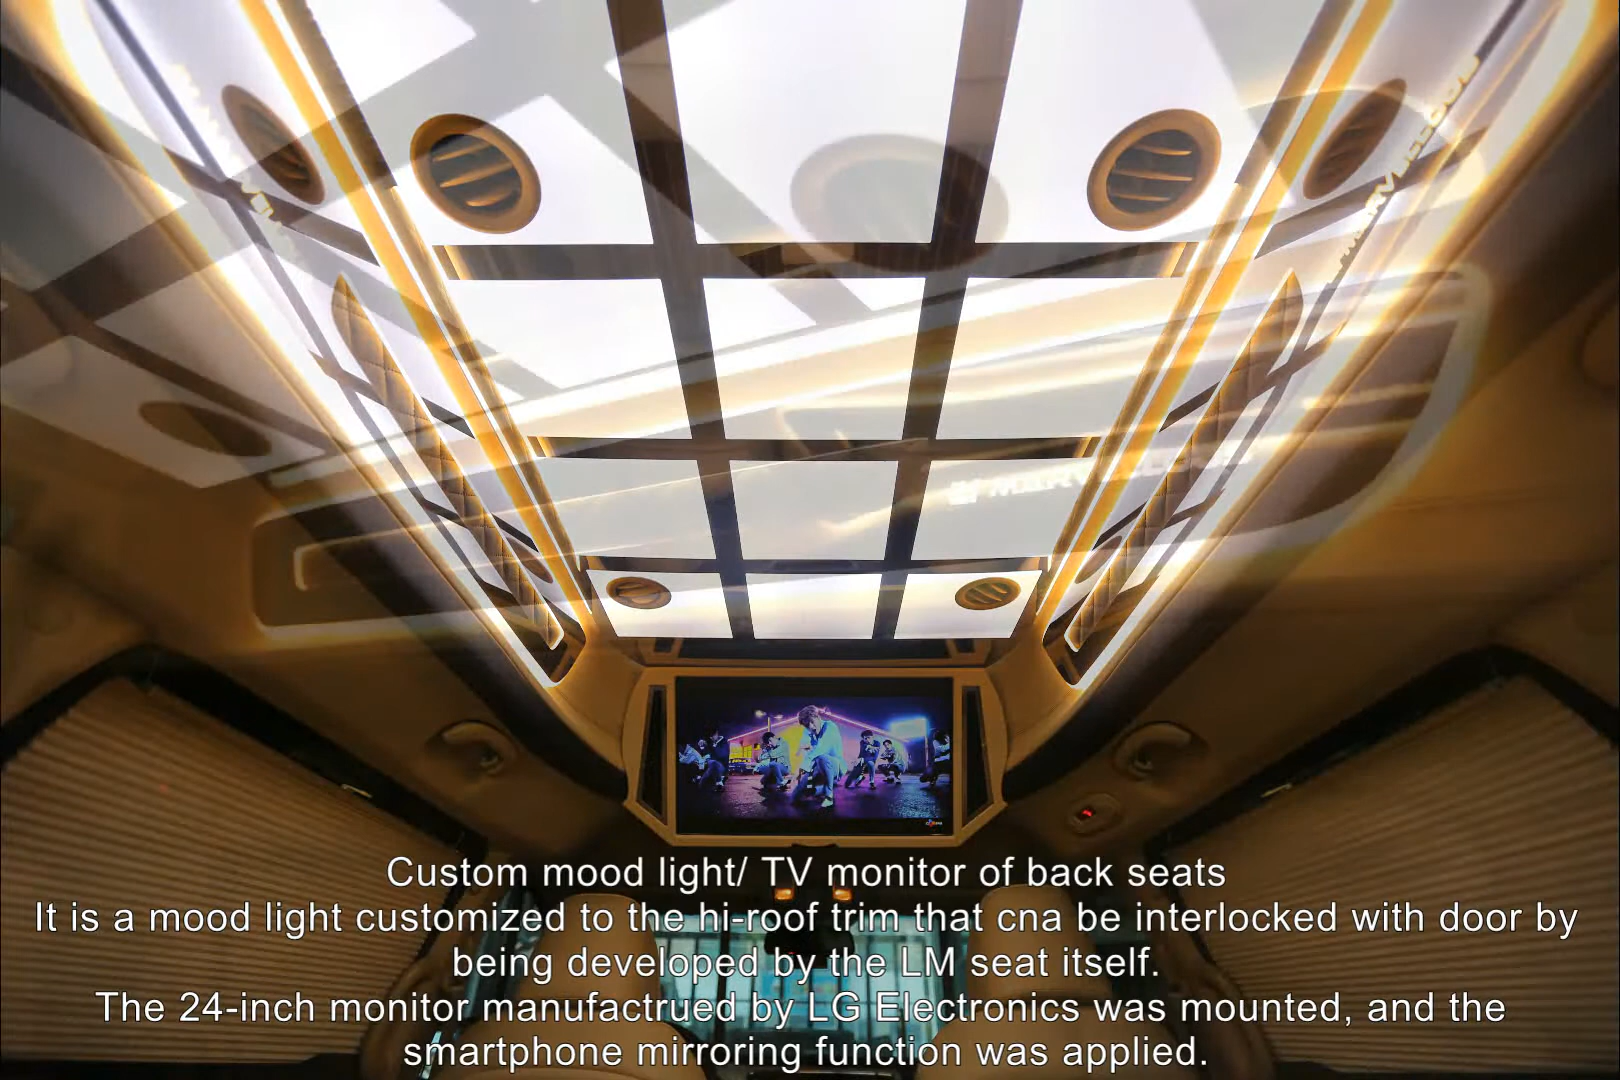 Custom mood light/ TV monitor of back seats
It is a mood light customized to the hi-roof trim that cna be interlocked with door by
being developed by the LM seat itself.
The 24-inch monitor manufactrued by LG Electronics was mounted, and the
smartphone mirroring function was applied.